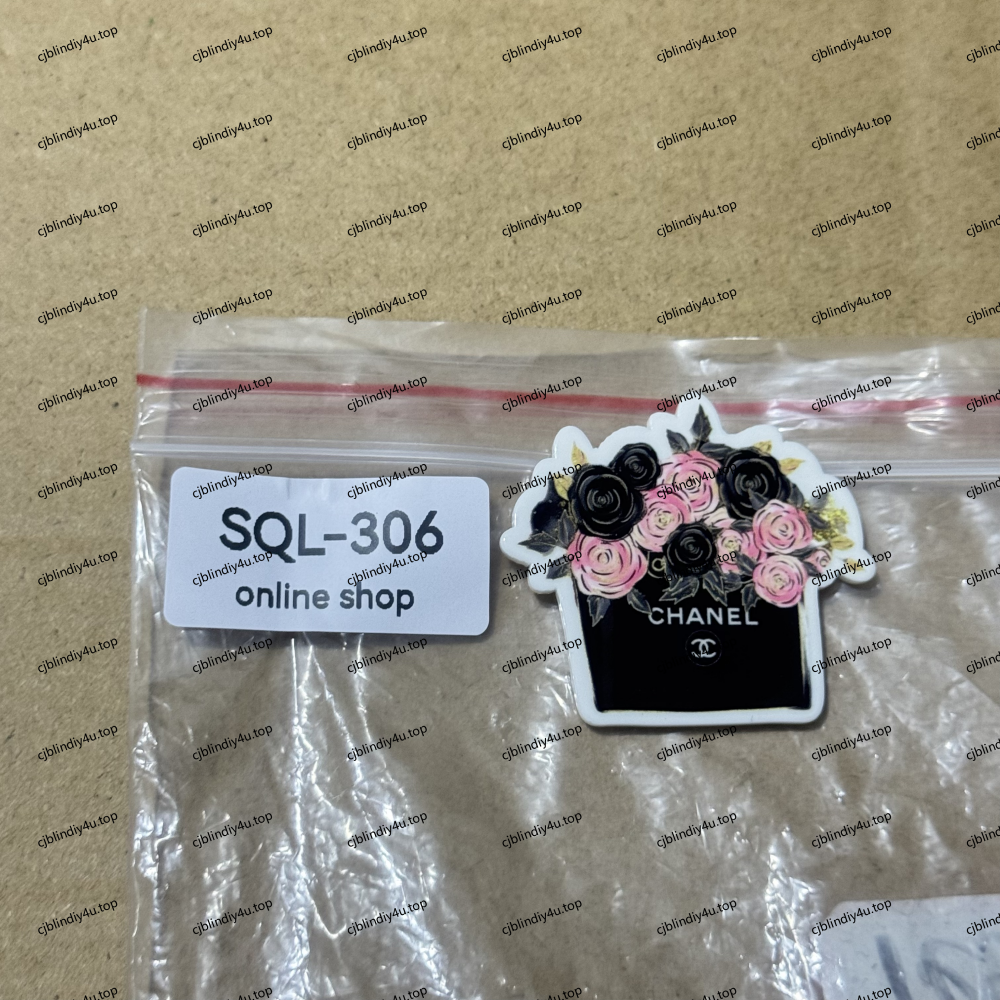 SQL-306
online shop
CHANEL
cjblindiy4u.top